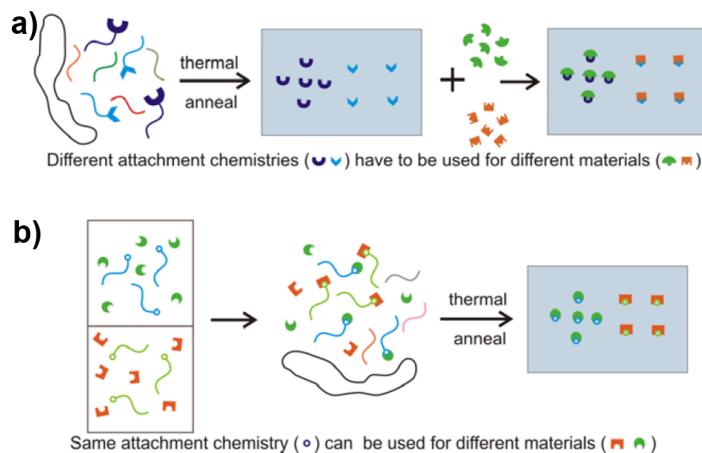 a)
thermal
anneal
Different attachment chemistries ( ) have to be used for different materials ( )
b)
thermal
anneal
Same attachment chemistry ( ) can be used for different materials ( )